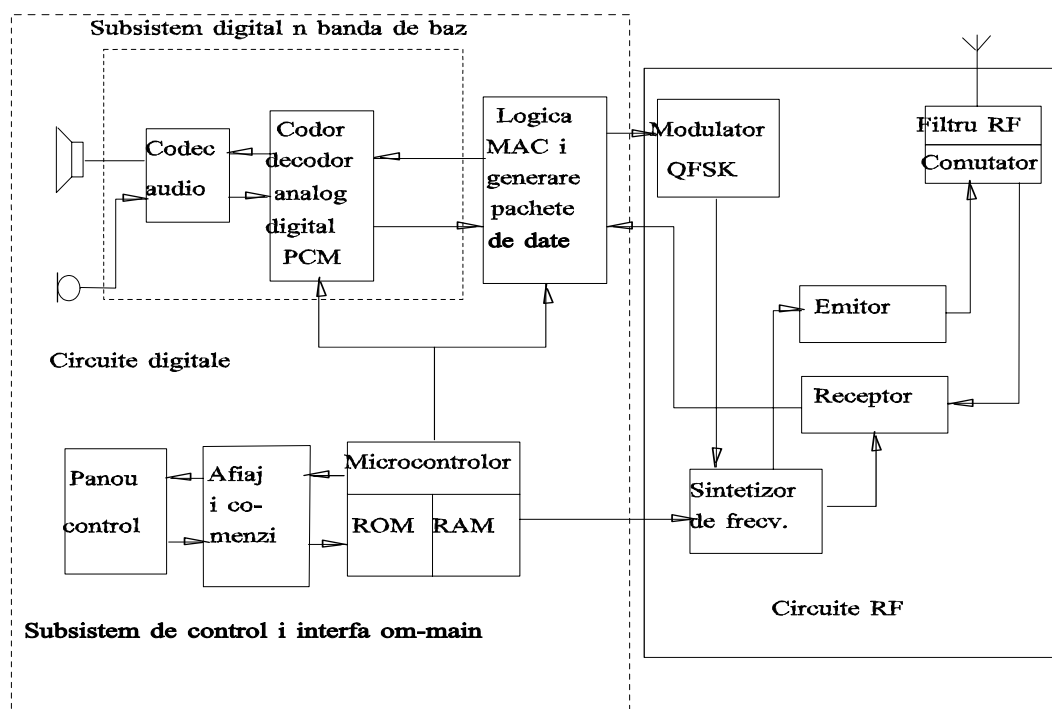 Subsistem digital n banda de baz
Codec
audio
Codor
decodor
analog
digital
PCM
Logica
MAC i
generare
pachete
de date
Modulator
QFSK
Filtru RF
Comutator
Emitor
Receptor
Circuite digitale
Panou
control
Afiaj
i co-
menzi
Microcontrolor
ROM
RAM
Sintetizor
de frecv.
Circuite RF
Subsistem de control i interfa om-main